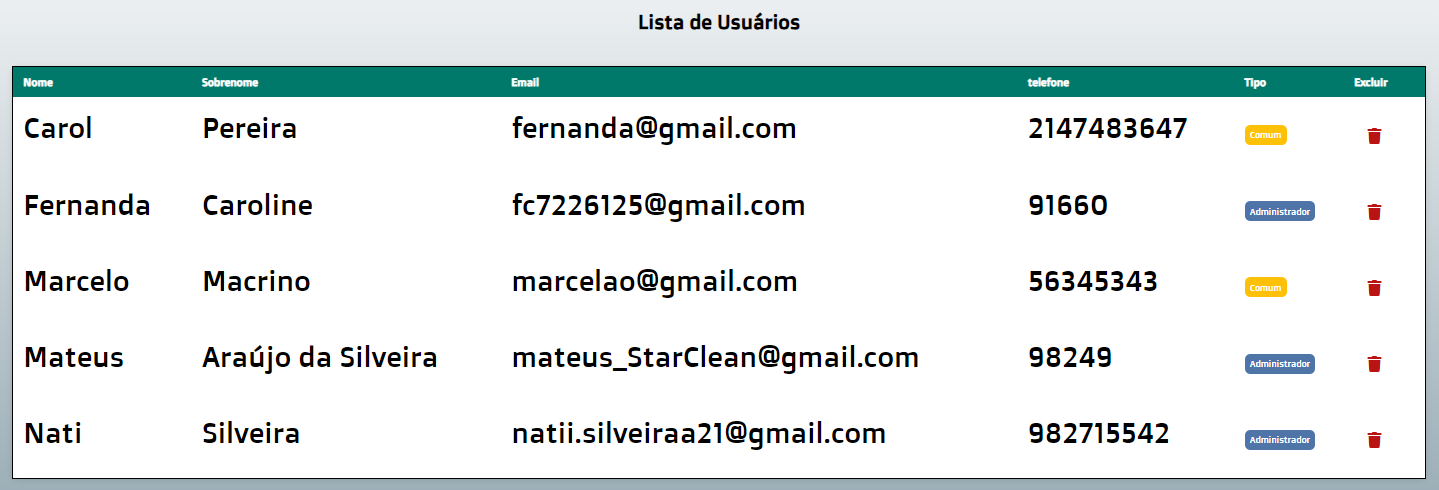 Lista de Usuários
Nome Sobrenome Email telefone Tipo Excluir
Carol Pereira fernanda@gmail.com 2147483647 Comum
Fernanda Caroline fc7226125@gmail.com 91660 Administrador
Marcelo Macrino marcelao@gmail.com 56345343 Comum
Mateus Araújo da Silveira mateus_StarClean@gmail.com 98249 Administrador
Nati Silveira natii.silveiraa21@gmail.com 982715542 Administrador